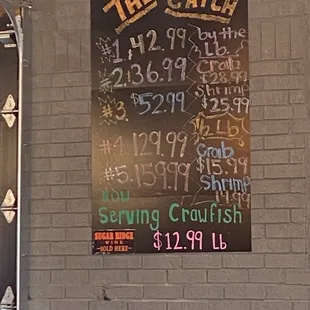 THE CATCH
#1. 42.99
#2. 36.99
#3. $52.99
#4. 129.99
#5. 159.99
by the
Lb.
Crab
$28.99
Shrimp
$25.99
1/2 Lb
Crab
$15.99
Shrimp
14.99
Now
Serving Crawfish
$12.99 Lb
SUGAR RIDGE
WINE
SOLD HERE